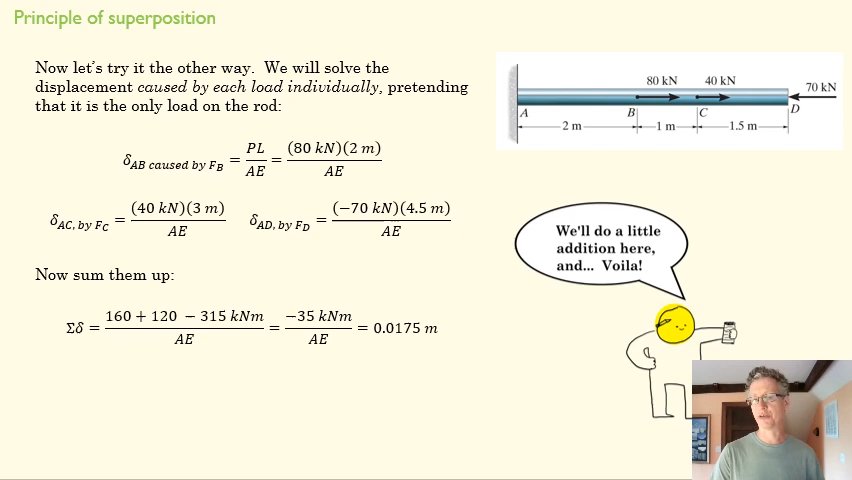 Principle of superposition
Now let's try it the other way. We will solve the
displacement caused by each load individually, pretending
that it is the only load on the rod:
δ_AB caused by F_B = PL/AE = (80 kN)(2 m)/AE
δ_AC, by F_C = (40 kN)(3 m)/AE δ_AD, by F_D = (−70 kN)(4.5 m)/AE
Now sum them up:
Σδ = 160 + 120 − 315 kNm/AE = −35 kNm/AE = 0.0175 m
80 kN 40 kN
70 kN
A B C D
2 m 1 m 1.5 m
We'll do a little
addition here,
and... Voila!